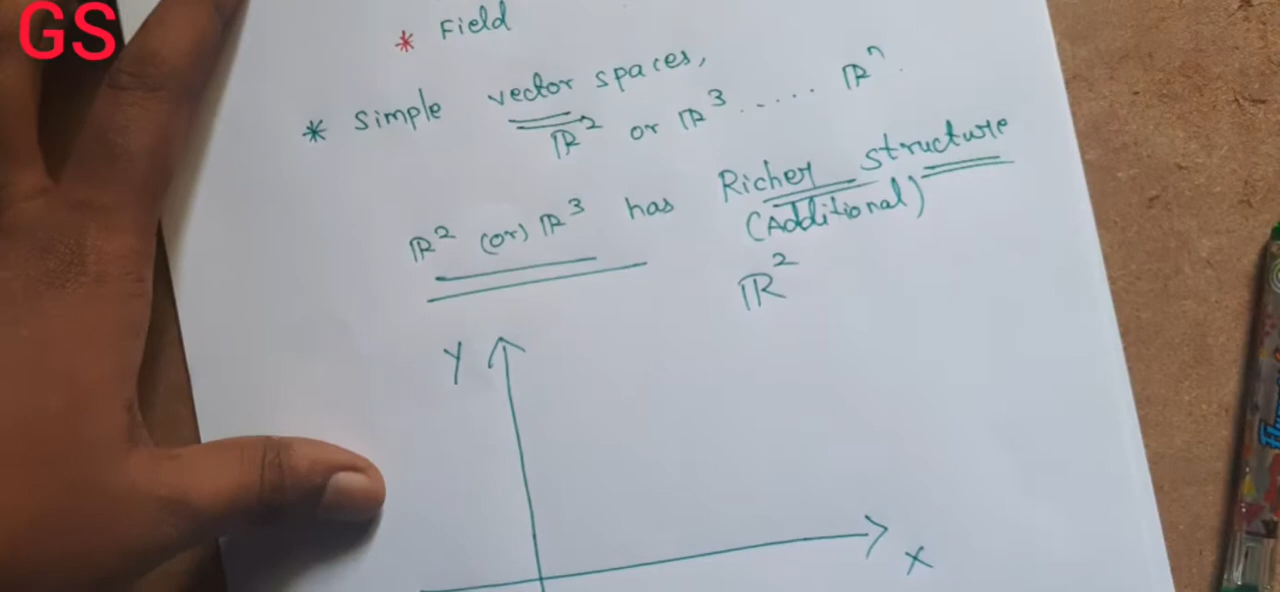 GS
* Field
* Simple vector spaces,
ℝ² or ℝ³ ..... ℝⁿ.
ℝ² (or) ℝ³ has Richer structure
(Additional)
ℝ²
Y
X